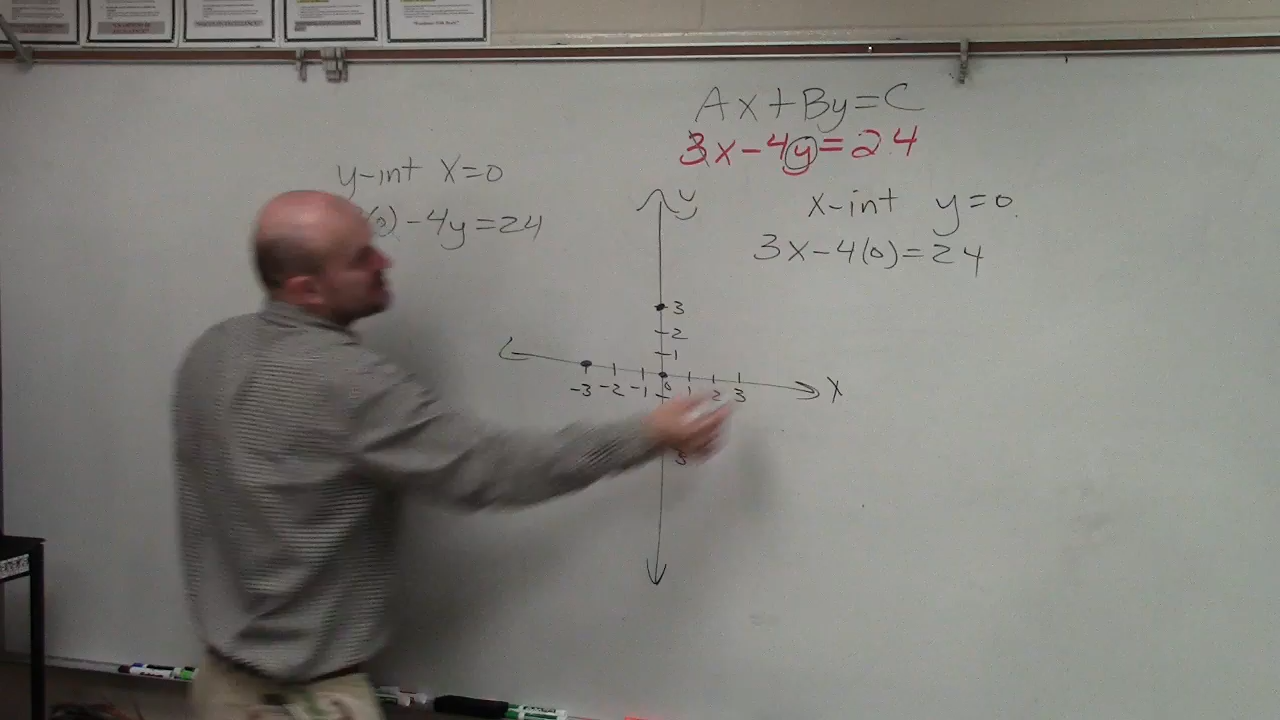 Ax+By=C
3x-4y=24
y-int x=0
(0)-4y=24
x-int y=0
3x-4(0)=24
y
3
2
1
-3 -2 -1 0 1 2 3
x